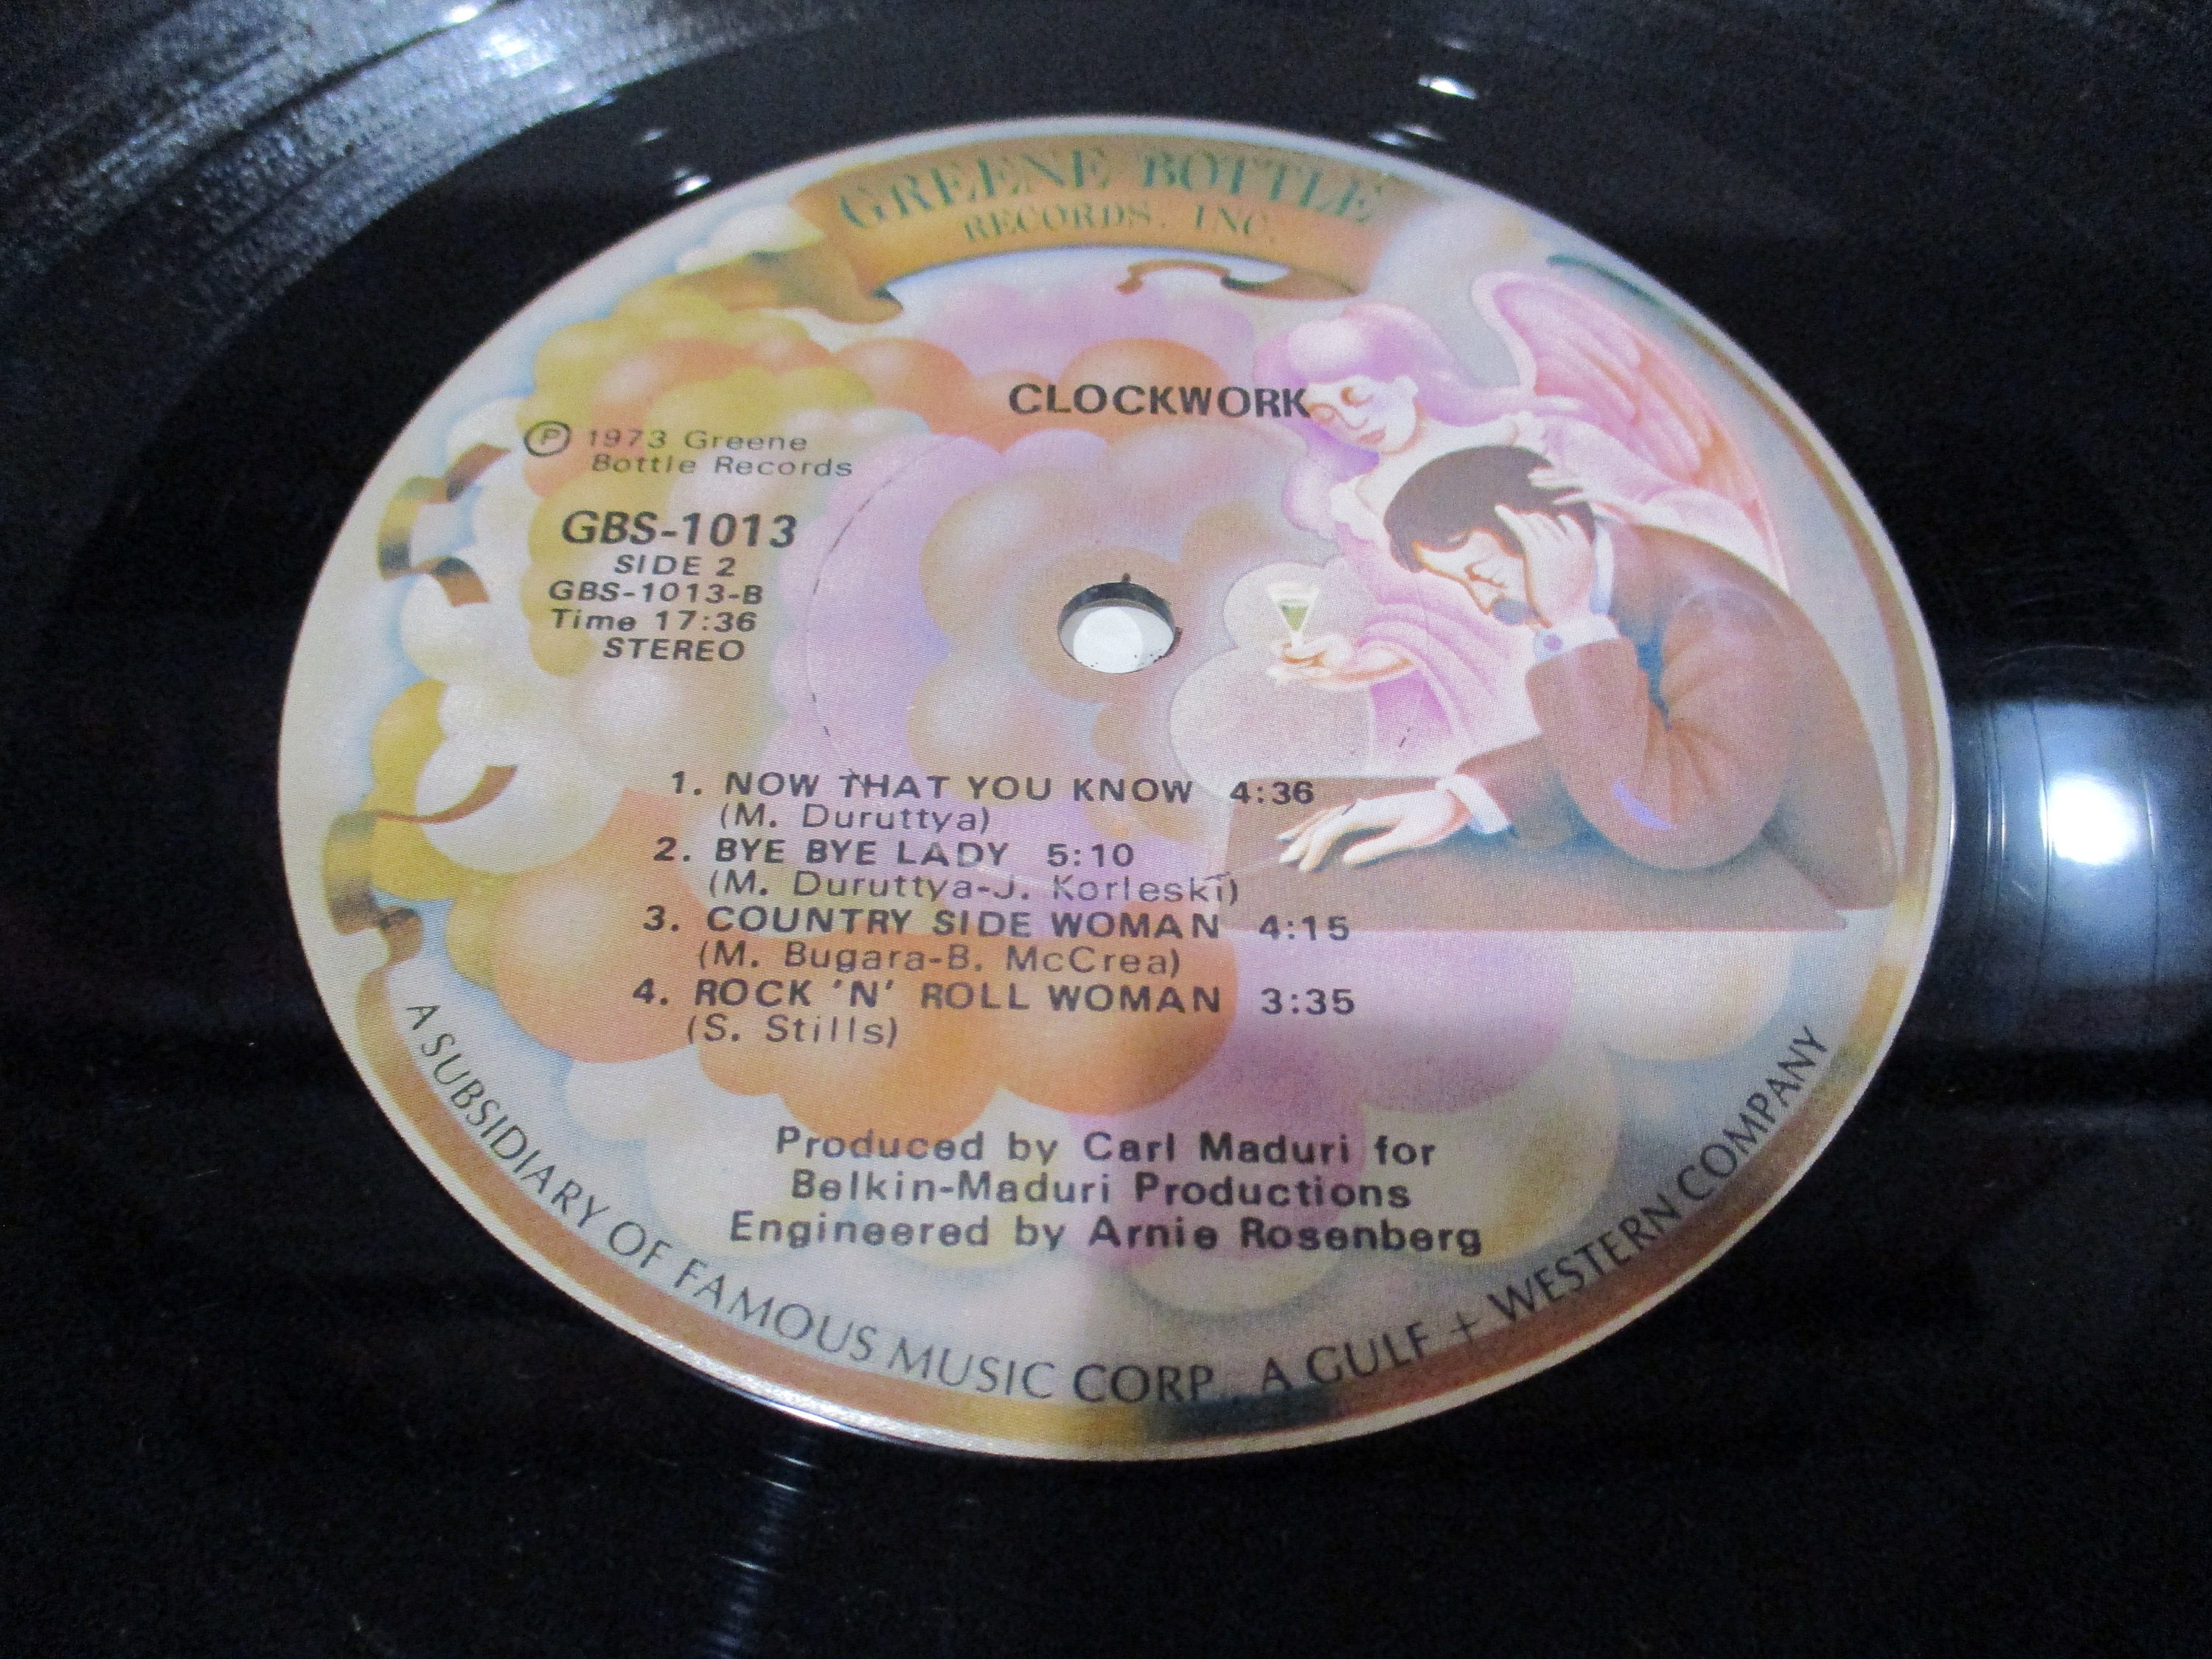 GREENE BOTTLE
RECORDS, INC.
CLOCKWORK
℗ 1973 Greene
Bottle Records
GBS-1013
SIDE 2
GBS-1013-B
Time 17:36
STEREO
1. NOW THAT YOU KNOW 4:36
(M. Duruttya)
2. BYE BYE LADY 5:10
(M. Duruttya-J. Korleski)
3. COUNTRY SIDE WOMAN 4:15
(M. Bugara-B. McCrea)
4. ROCK 'N' ROLL WOMAN 3:35
(S. Stills)
Produced by Carl Maduri for
Belkin-Maduri Productions
Engineered by Arnie Rosenberg
A SUBSIDIARY OF FAMOUS MUSIC CORP., A GULF + WESTERN COMPANY